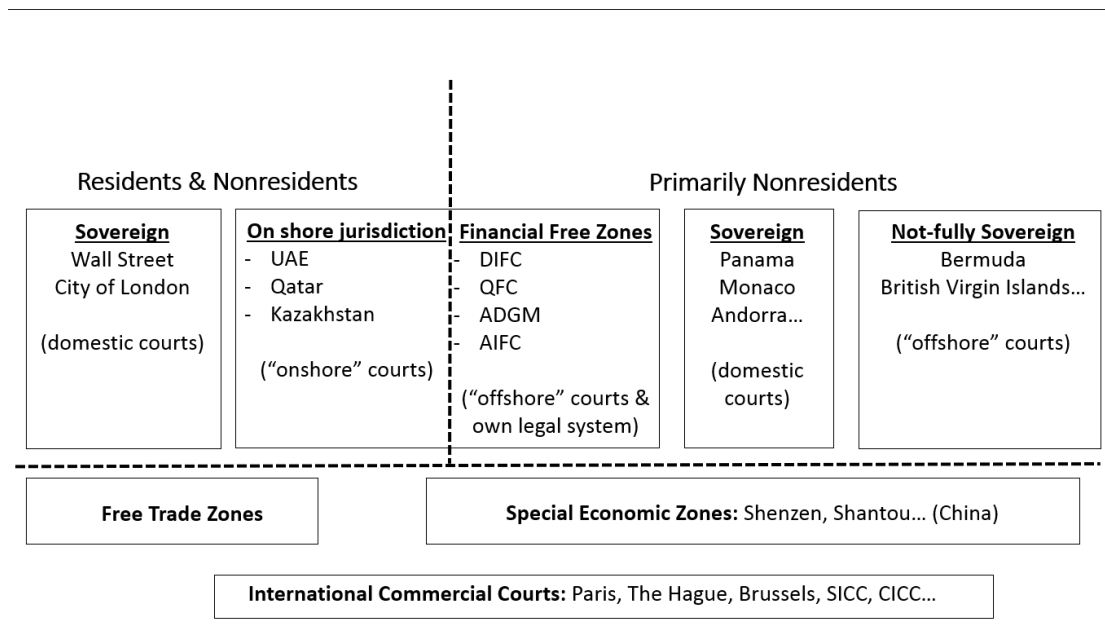 Residents & Nonresidents
Primarily Nonresidents
Sovereign
Wall Street
City of London
(domestic courts)
On shore jurisdiction
- UAE
- Qatar
- Kazakhstan
(“onshore” courts)
Financial Free Zones
- DIFC
- QFC
- ADGM
- AIFC
(“offshore” courts &
own legal system)
Sovereign
Panama
Monaco
Andorra...
(domestic
courts)
Not-fully Sovereign
Bermuda
British Virgin Islands...
(“offshore” courts)
Free Trade Zones
Special Economic Zones: Shenzen, Shantou... (China)
International Commercial Courts: Paris, The Hague, Brussels, SICC, CICC...